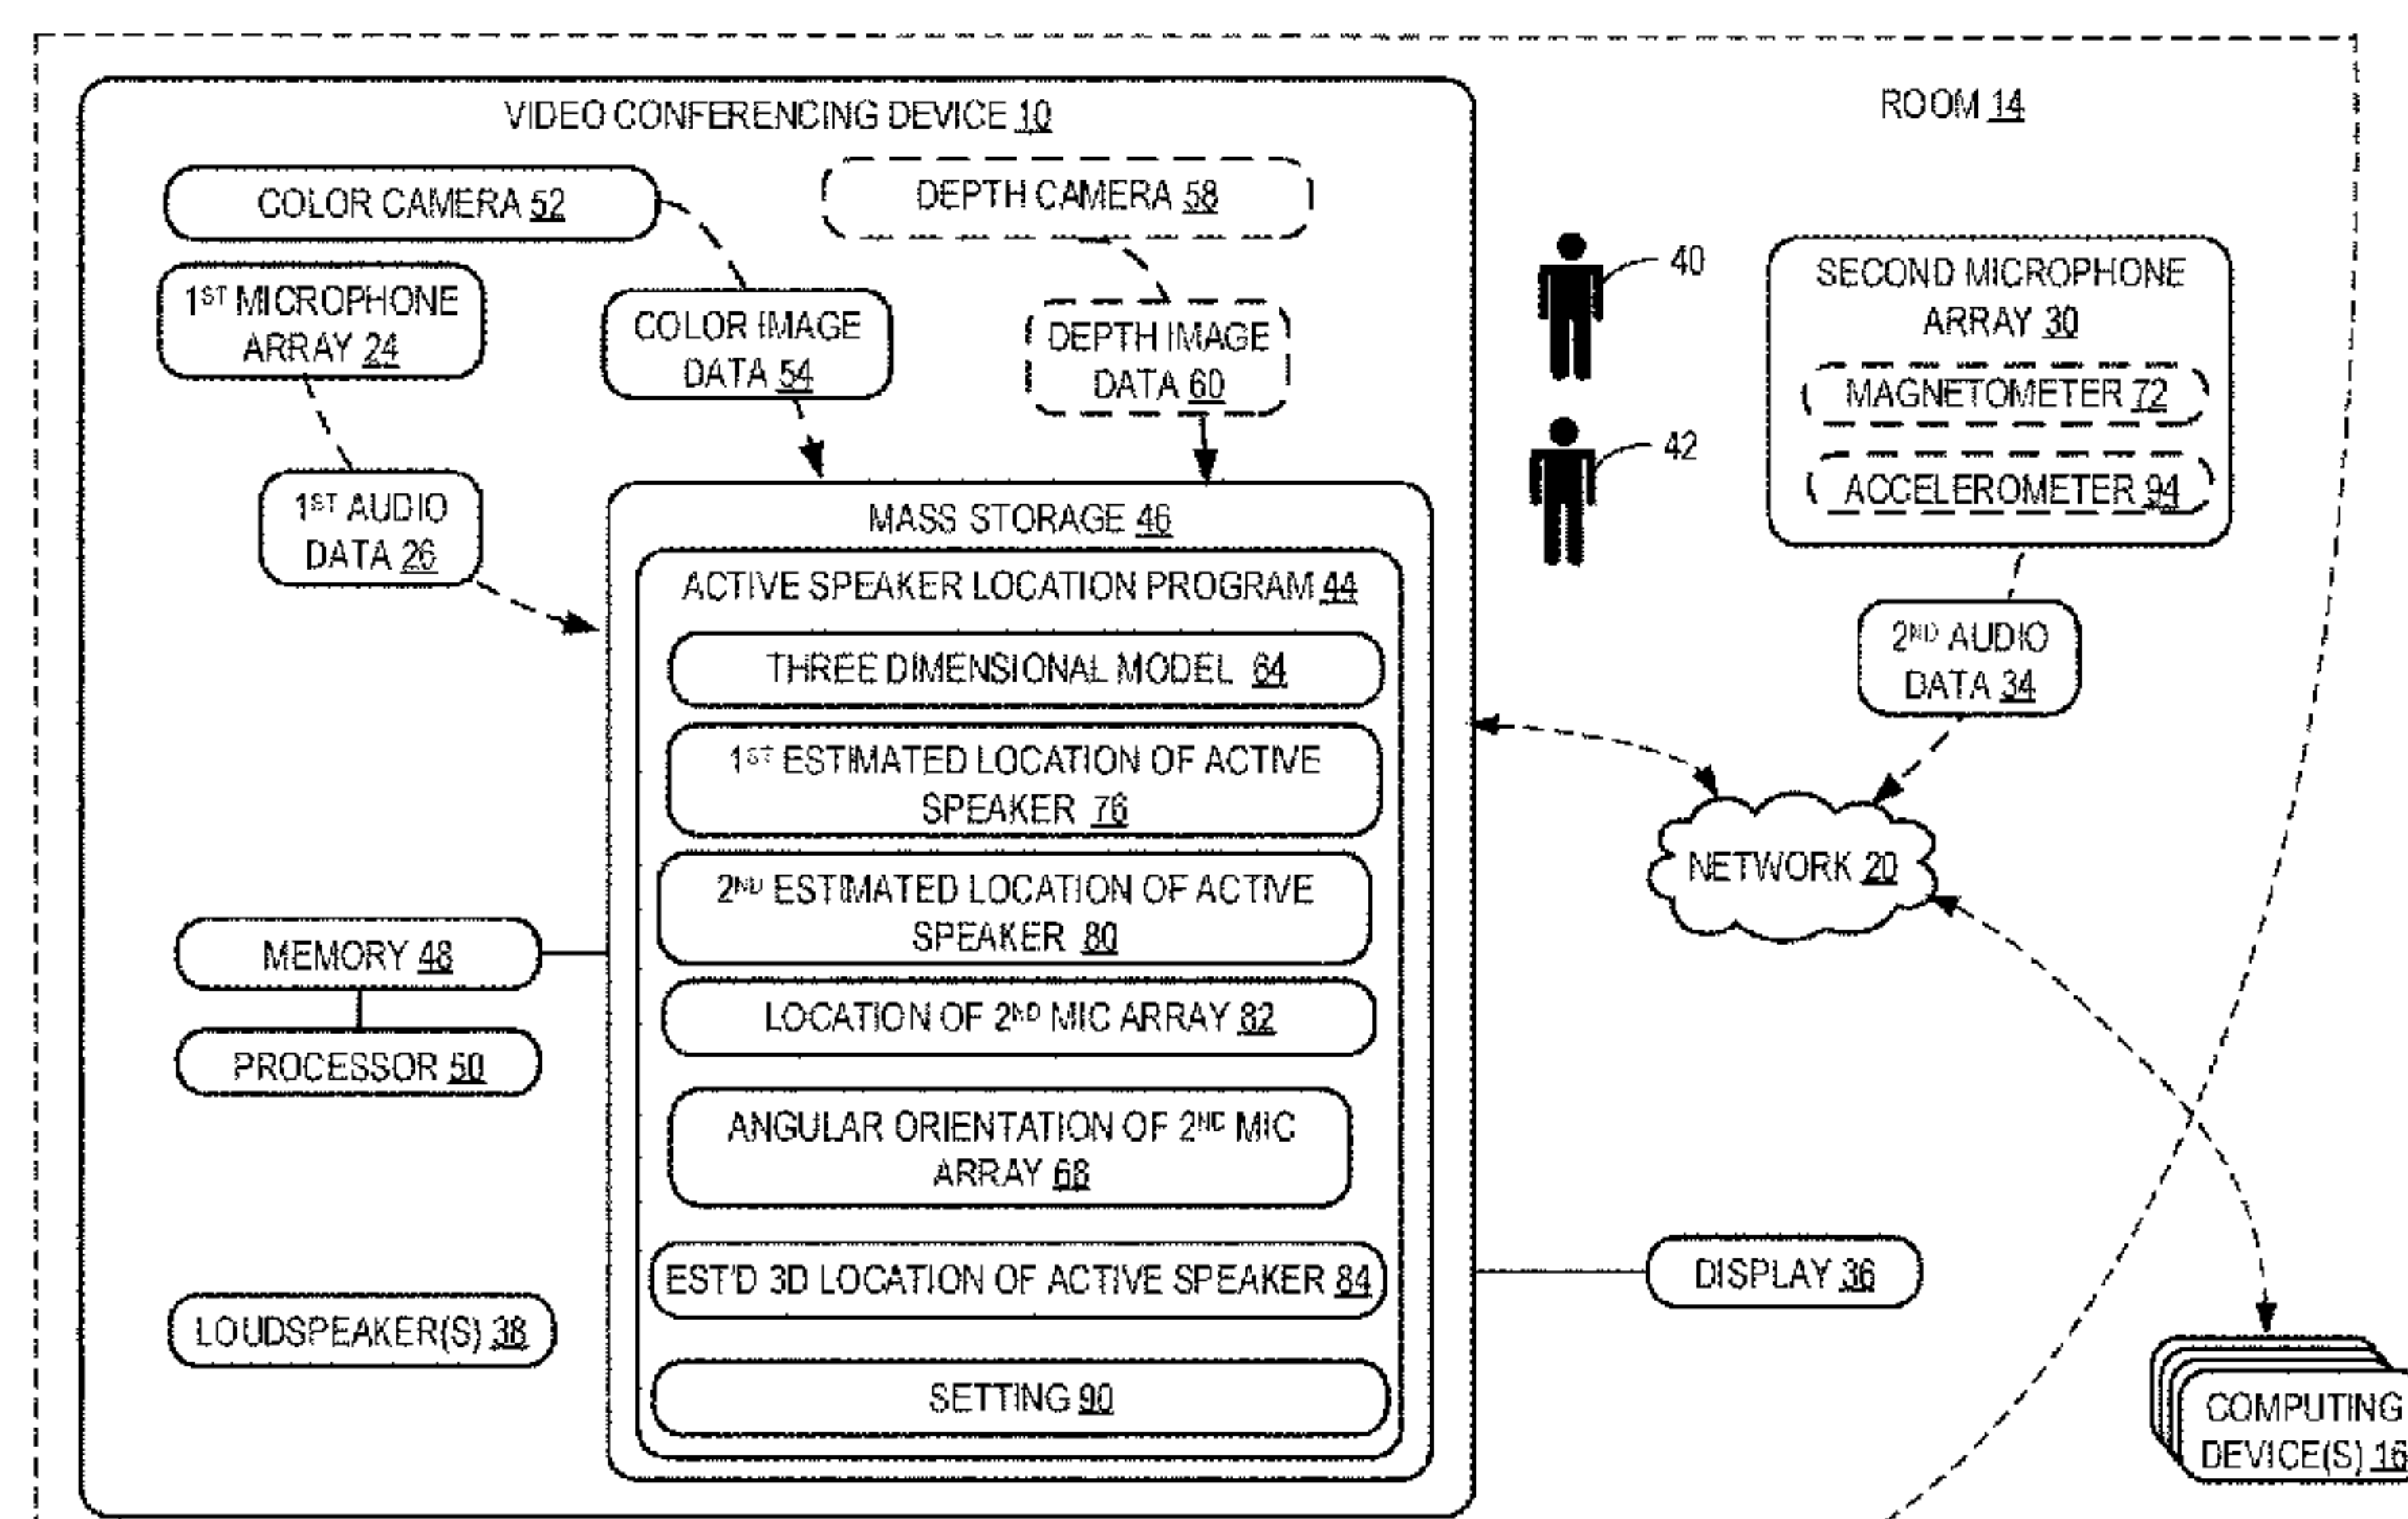 VIDEO CONFERENCING DEVICE 10
ROOM 14
COLOR CAMERA 52
DEPTH CAMERA 58
1ST MICROPHONE
ARRAY 24
COLOR IMAGE
DATA 54
DEPTH IMAGE
DATA 60
40
42
SECOND MICROPHONE
ARRAY 30
MAGNETOMETER 72
ACCELEROMETER 94
1ST AUDIO
DATA 26
MASS STORAGE 46
ACTIVE SPEAKER LOCATION PROGRAM 44
THREE DIMENSIONAL MODEL 64
1ST ESTIMATED LOCATION OF ACTIVE
SPEAKER 76
2ND ESTIMATED LOCATION OF ACTIVE
SPEAKER 80
LOCATION OF 2ND MIC ARRAY 82
ANGULAR ORIENTATION OF 2ND MIC
ARRAY 68
EST'D 3D LOCATION OF ACTIVE SPEAKER 84
SETTING 90
2ND AUDIO
DATA 34
NETWORK 20
MEMORY 48
PROCESSOR 50
LOUDSPEAKER(S) 38
DISPLAY 36
COMPUTING
DEVICE(S) 16